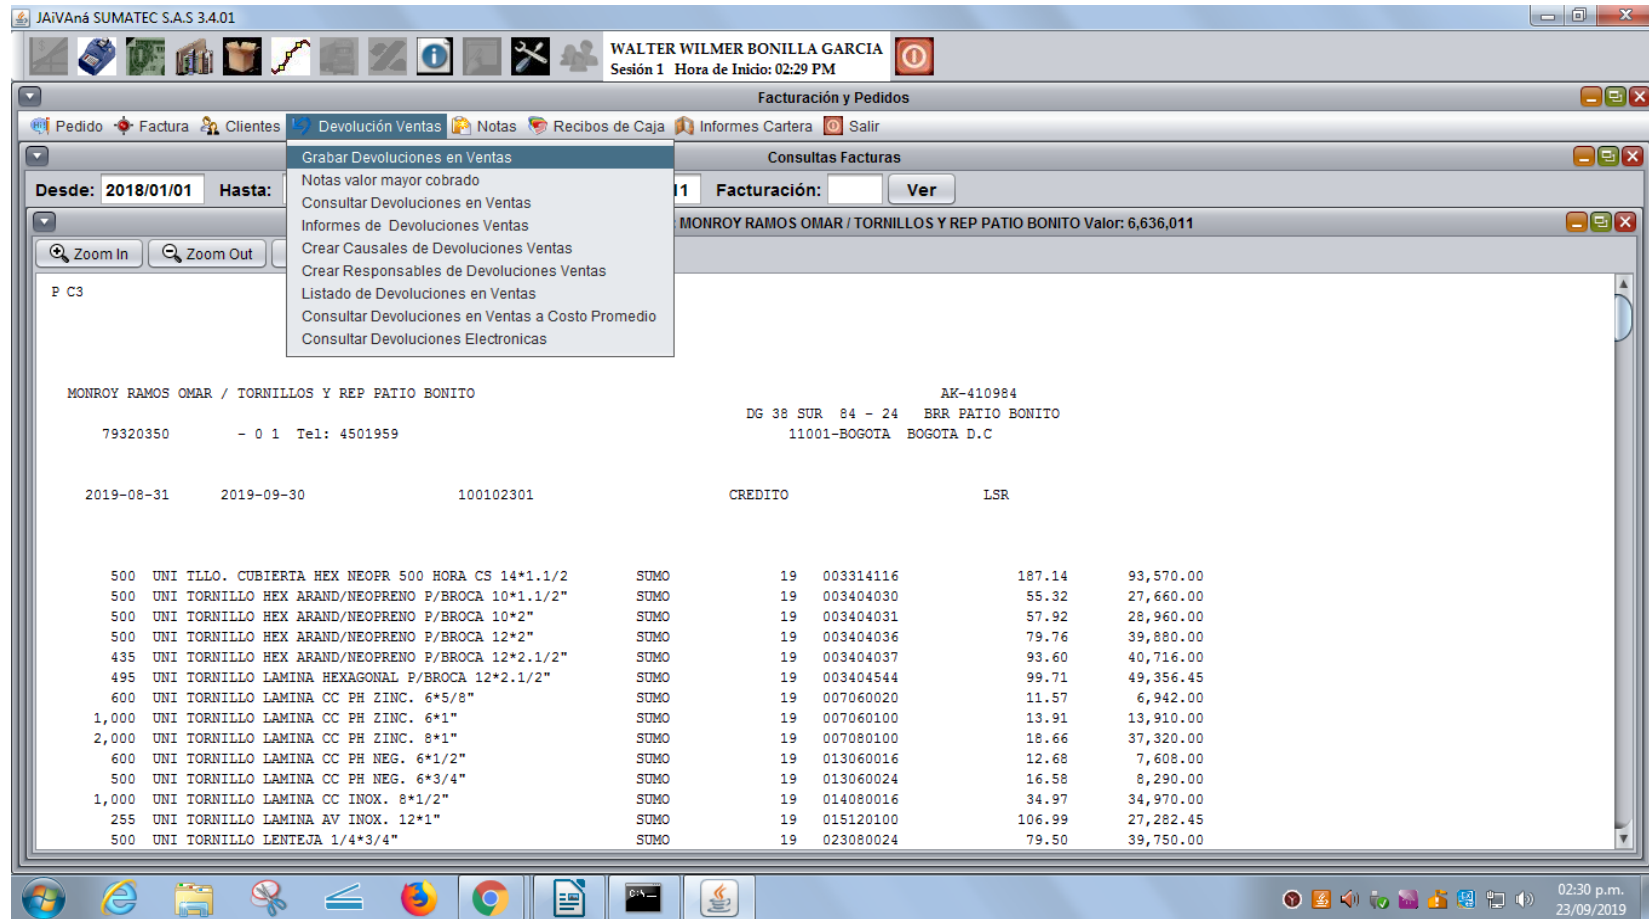 JAiVAná SUMATEC S.A.S 3.4.01
WALTER WILMER BONILLA GARCIA
Sesión 1 Hora de Inicio: 02:29 PM
Facturación y Pedidos
Pedido Factura Clientes Devolución Ventas Notas Recibos de Caja Informes Cartera Salir
Grabar Devoluciones en Ventas
Notas valor mayor cobrado
Consultar Devoluciones en Ventas
Informes de Devoluciones Ventas
Crear Causales de Devoluciones Ventas
Crear Responsables de Devoluciones Ventas
Listado de Devoluciones en Ventas
Consultar Devoluciones en Ventas a Costo Promedio
Consultar Devoluciones Electronicas
Consultas Facturas
Desde: 2018/01/01 Hasta: 11 Facturación: Ver
MONROY RAMOS OMAR / TORNILLOS Y REP PATIO BONITO Valor: 6,636,011
Zoom In Zoom Out
P C3
MONROY RAMOS OMAR / TORNILLOS Y REP PATIO BONITO AK-410984
DG 38 SUR 84 - 24 BRR PATIO BONITO
79320350 - 0 1 Tel: 4501959 11001-BOGOTA BOGOTA D.C
2019-08-31 2019-09-30 100102301 CREDITO LSR
500 UNI TLLO. CUBIERTA HEX NEOPR 500 HORA CS 14*1.1/2 SUMO 19 003314116 187.14 93,570.00
500 UNI TORNILLO HEX ARAND/NEOPRENO P/BROCA 10*1.1/2" SUMO 19 003404030 55.32 27,660.00
500 UNI TORNILLO HEX ARAND/NEOPRENO P/BROCA 10*2" SUMO 19 003404031 57.92 28,960.00
500 UNI TORNILLO HEX ARAND/NEOPRENO P/BROCA 12*2" SUMO 19 003404036 79.76 39,880.00
435 UNI TORNILLO HEX ARAND/NEOPRENO P/BROCA 12*2.1/2" SUMO 19 003404037 93.60 40,716.00
495 UNI TORNILLO LAMINA HEXAGONAL P/BROCA 12*2.1/2" SUMO 19 003404544 99.71 49,356.45
600 UNI TORNILLO LAMINA CC PH ZINC. 6*5/8" SUMO 19 007060020 11.57 6,942.00
1,000 UNI TORNILLO LAMINA CC PH ZINC. 6*1" SUMO 19 007060100 13.91 13,910.00
2,000 UNI TORNILLO LAMINA CC PH ZINC. 8*1" SUMO 19 007080100 18.66 37,320.00
600 UNI TORNILLO LAMINA CC PH NEG. 6*1/2" SUMO 19 013060016 12.68 7,608.00
500 UNI TORNILLO LAMINA CC PH NEG. 6*3/4" SUMO 19 013060024 16.58 8,290.00
1,000 UNI TORNILLO LAMINA CC INOX. 8*1/2" SUMO 19 014080016 34.97 34,970.00
255 UNI TORNILLO LAMINA AV INOX. 12*1" SUMO 19 015120100 106.99 27,282.45
500 UNI TORNILLO LENTEJA 1/4*3/4" SUMO 19 023080024 79.50 39,750.00
02:30 p.m.
23/09/2019